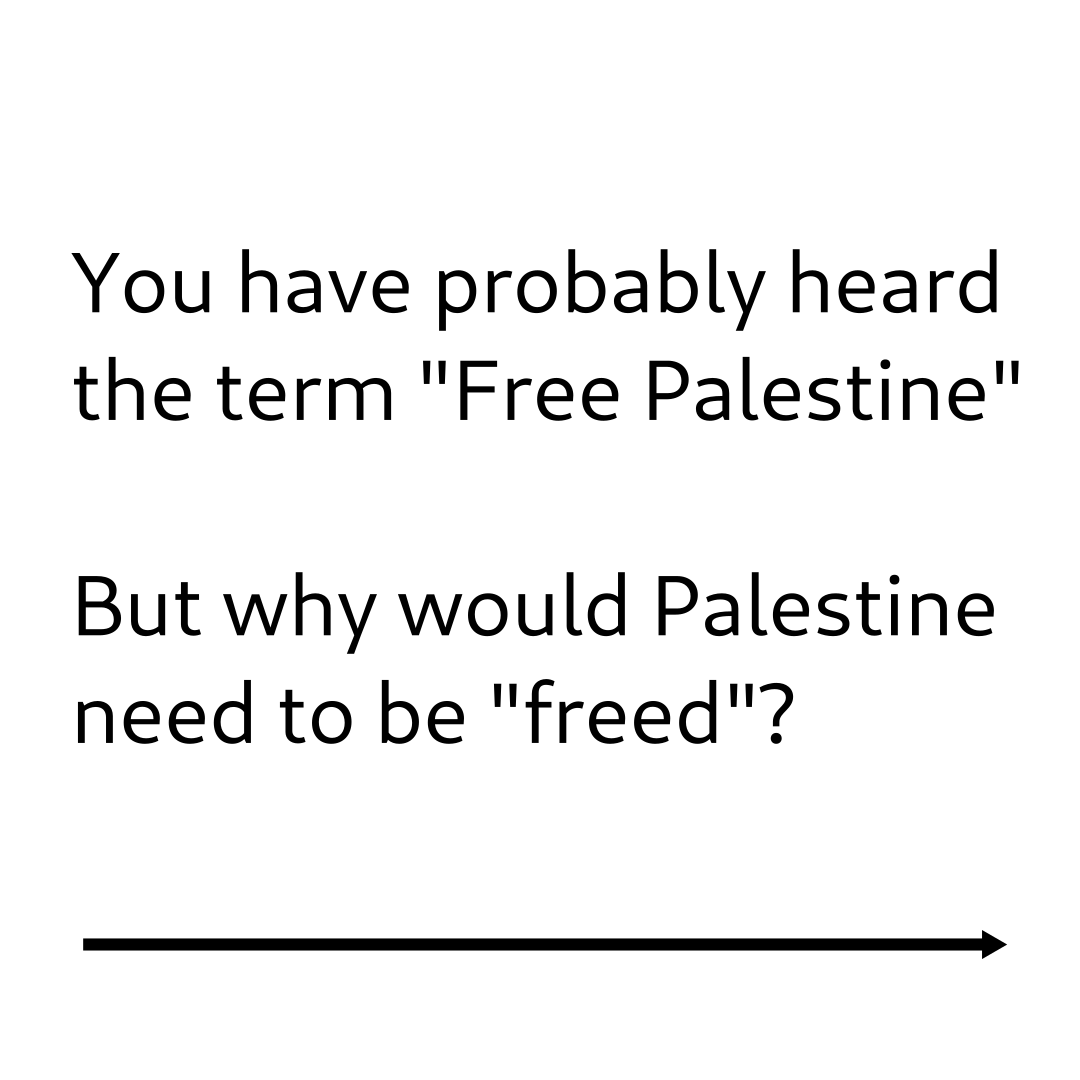 You have probably heard
the term "Free Palestine"
But why would Palestine
need to be "freed"?